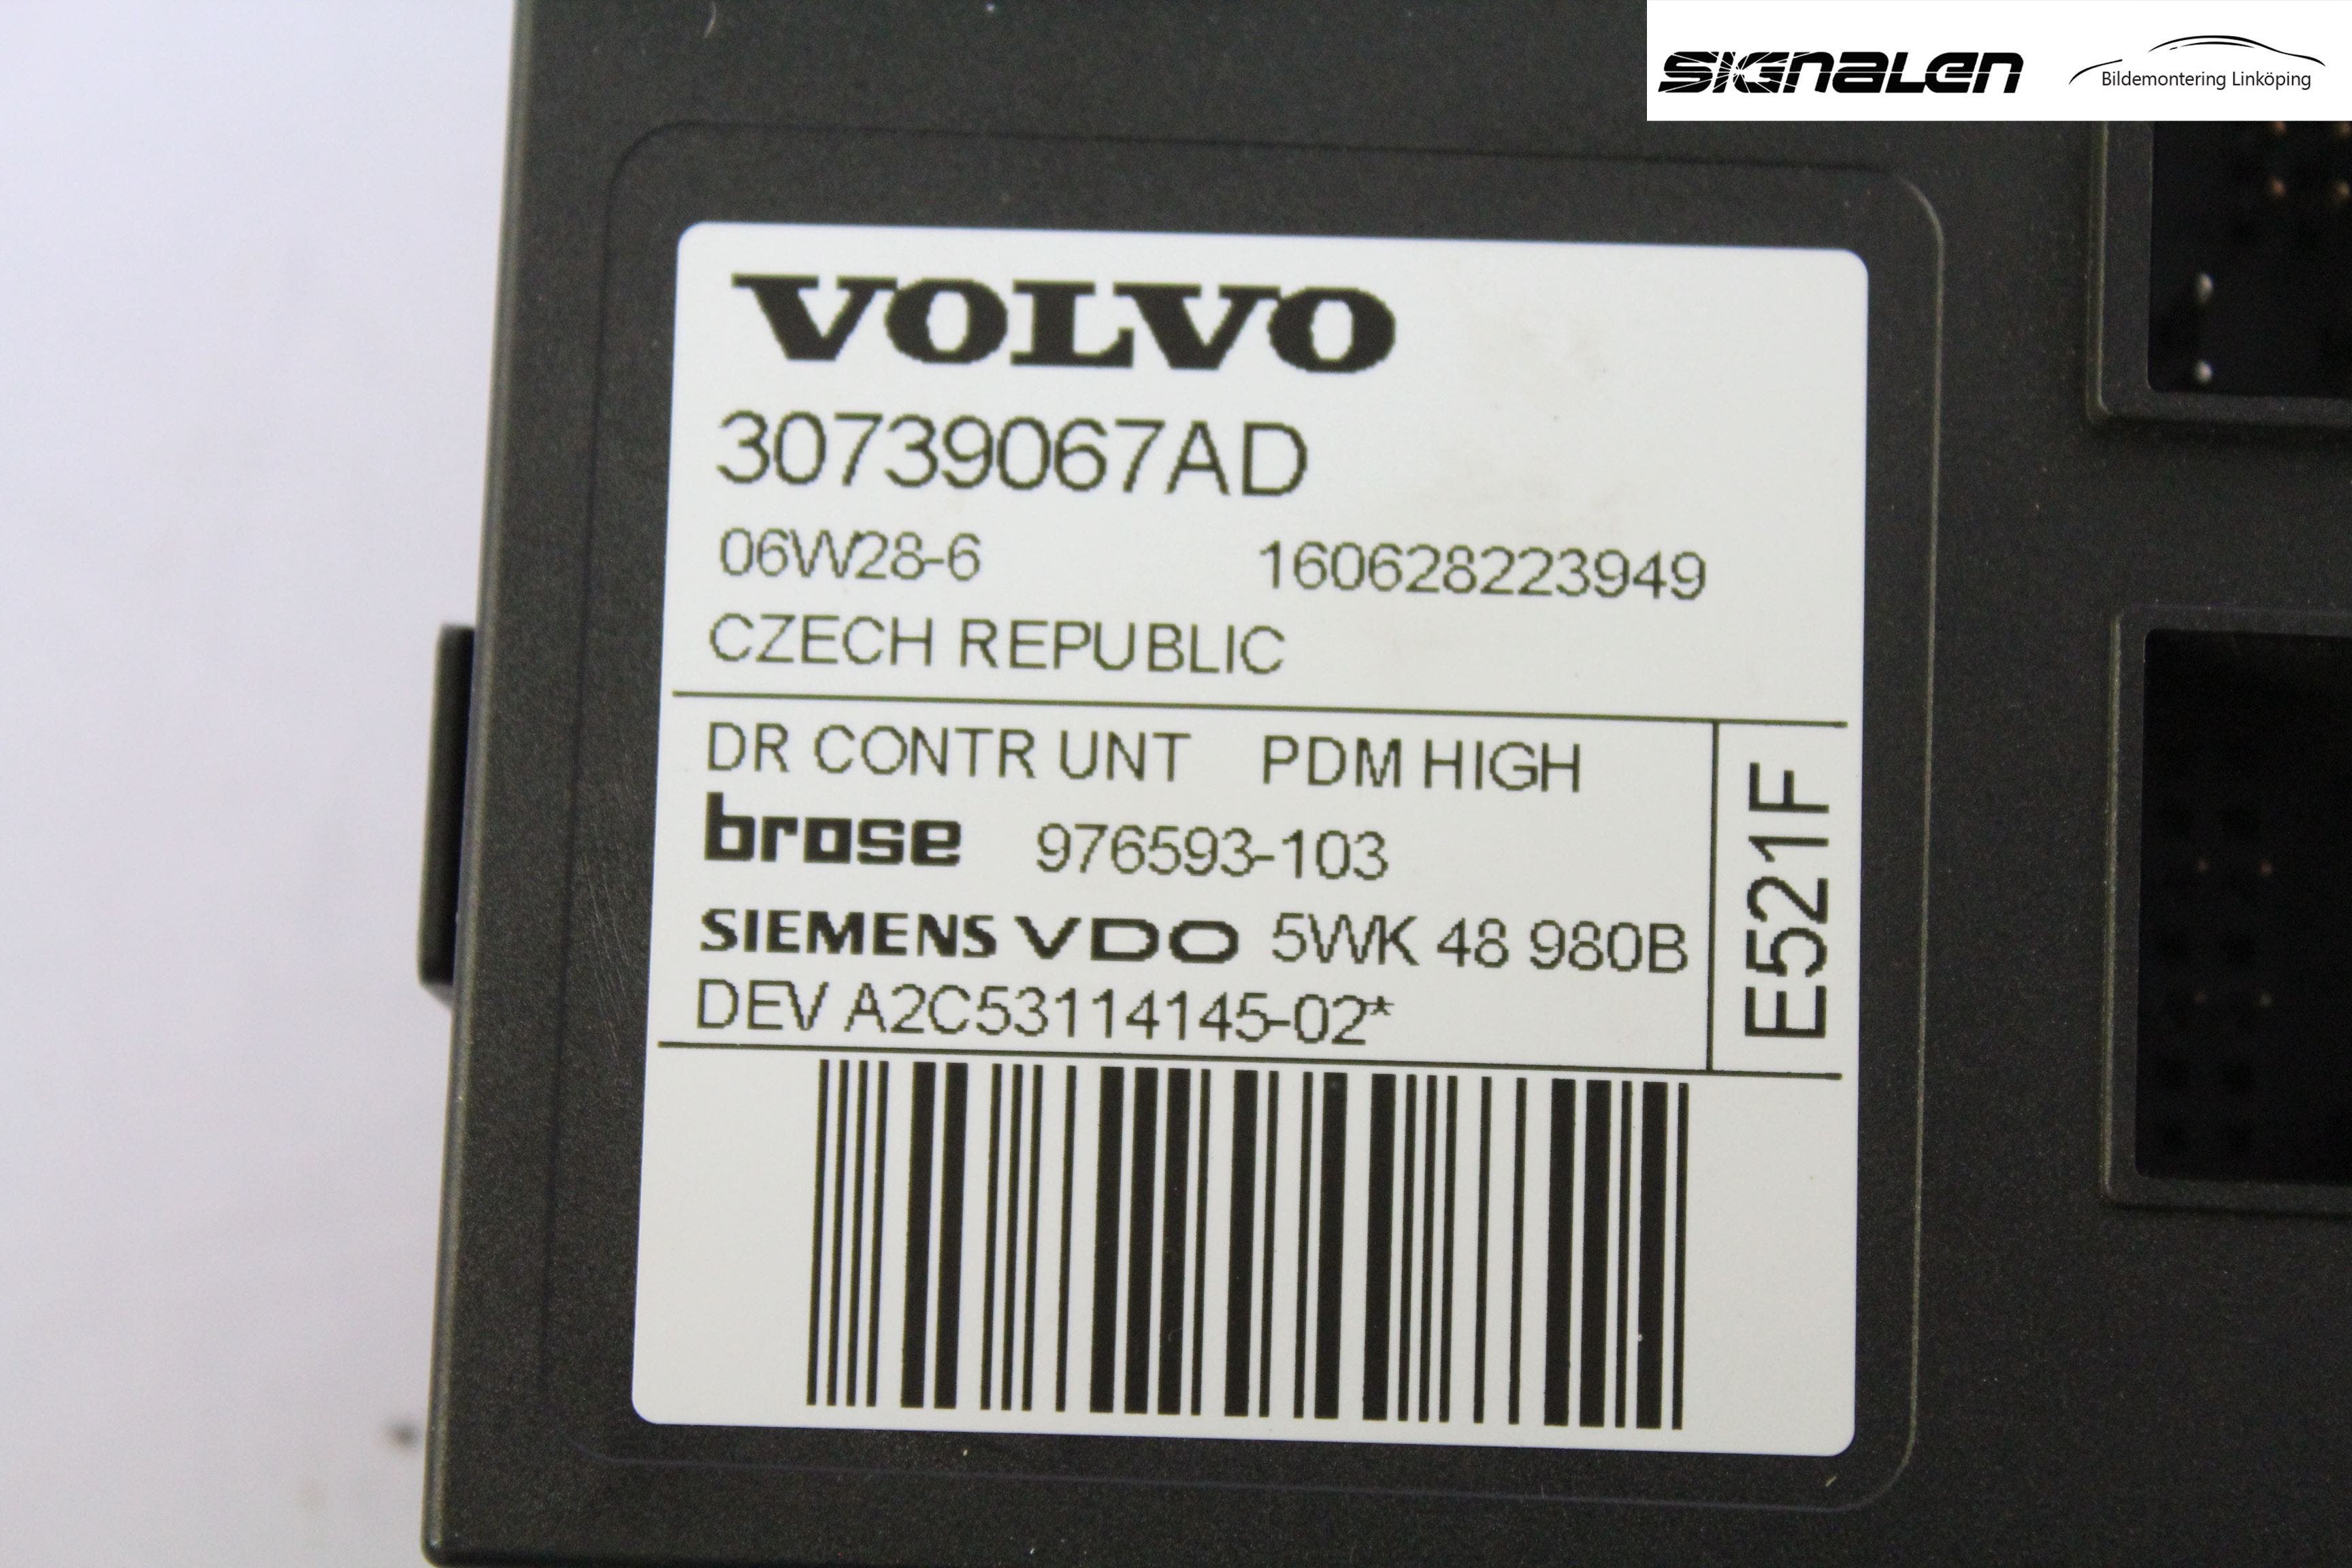 SIGNALEN
Bildemontering Linköping
VOLVO
30739067AD
06W28-6 160628223949
CZECH REPUBLIC
DR CONTR UNT PDM HIGH
brose 976593-103
SIEMENS VDO 5WK 48 980B
DEV A2C53114145-02*
E521F